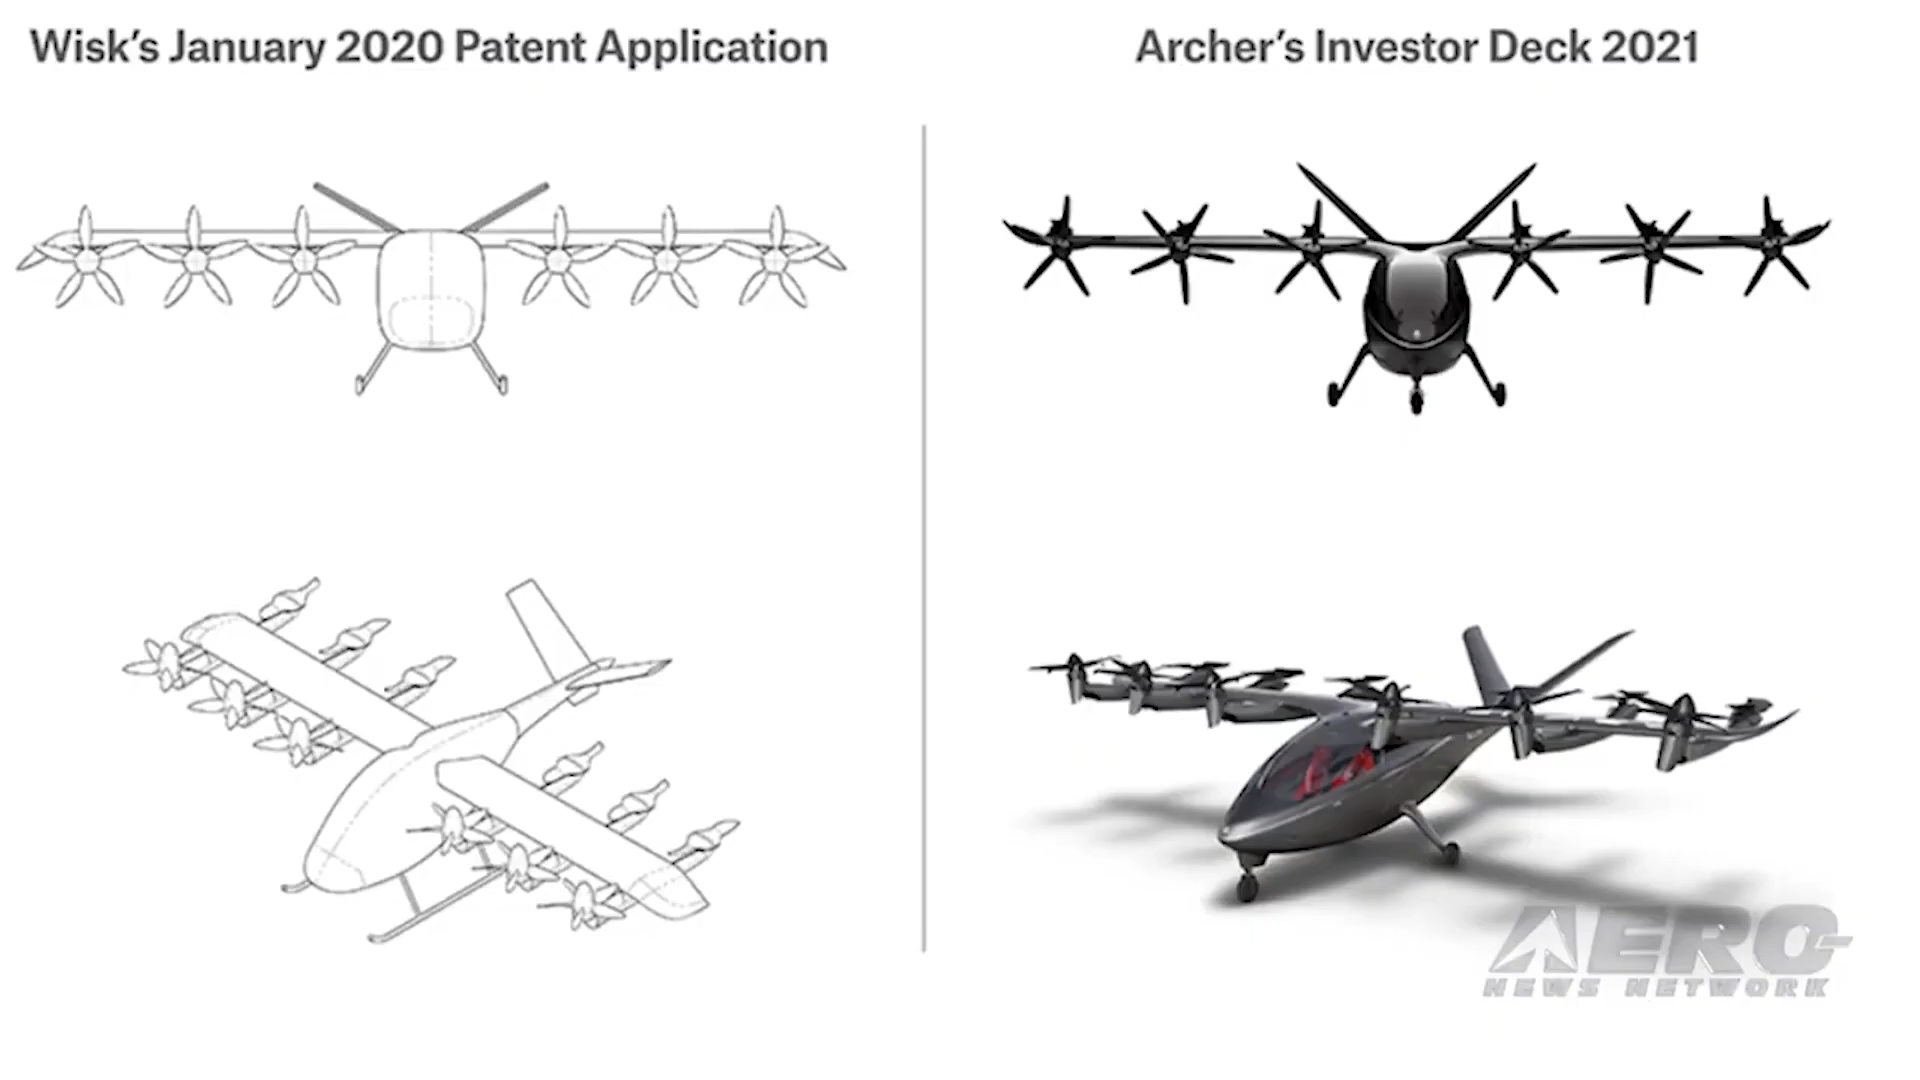 Wisk's January 2020 Patent Application
Archer's Investor Deck 2021
AERO-
NEWS NETWORK